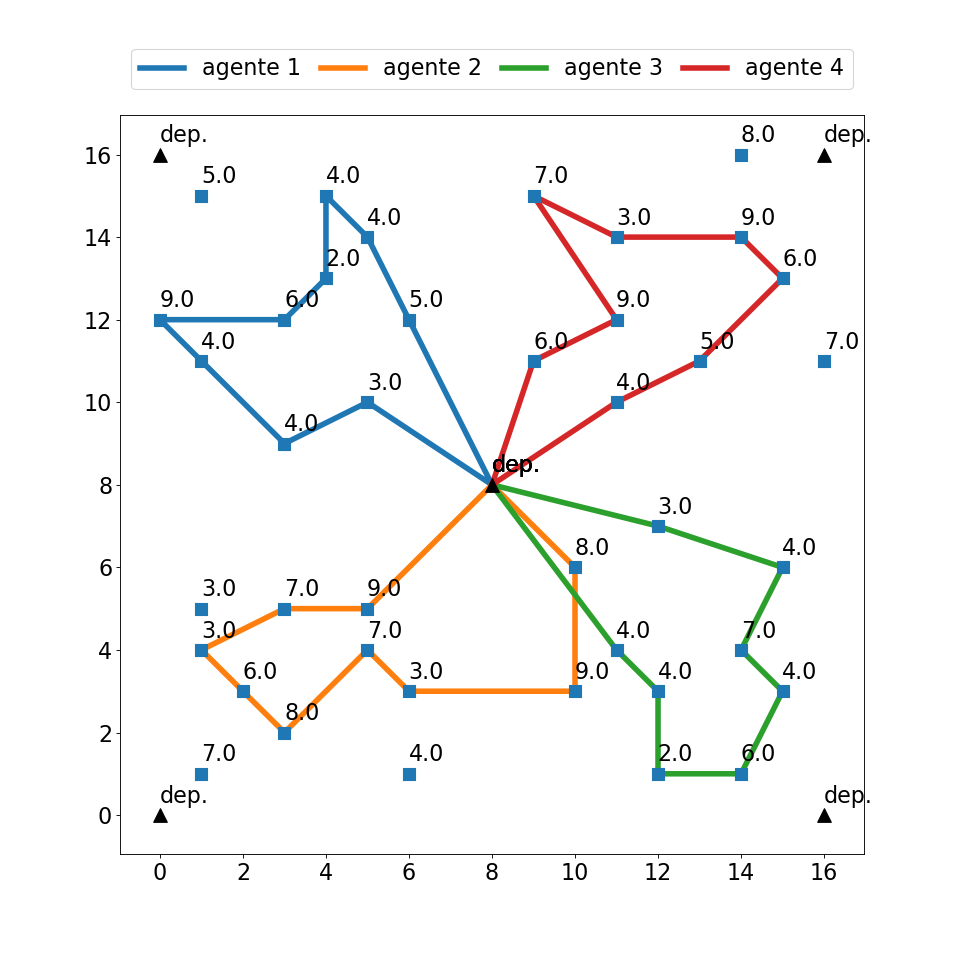 agente 1 agente 2 agente 3 agente 4
dep. 8.0 dep.
16
5.0 4.0 7.0
4.0 3.0 9.0
14
2.0 6.0
9.0 6.0 5.0 9.0
12
4.0 3.0 6.0 5.0 7.0
10
4.0 4.0
dep.
8
3.0
8.0 4.0
6
3.0 7.0 9.0
3.0 7.0 4.0 7.0
4
6.0 3.0 9.0 4.0 4.0
8.0
2
7.0 4.0 2.0 6.0
dep. dep.
0
0 2 4 6 8 10 12 14 16